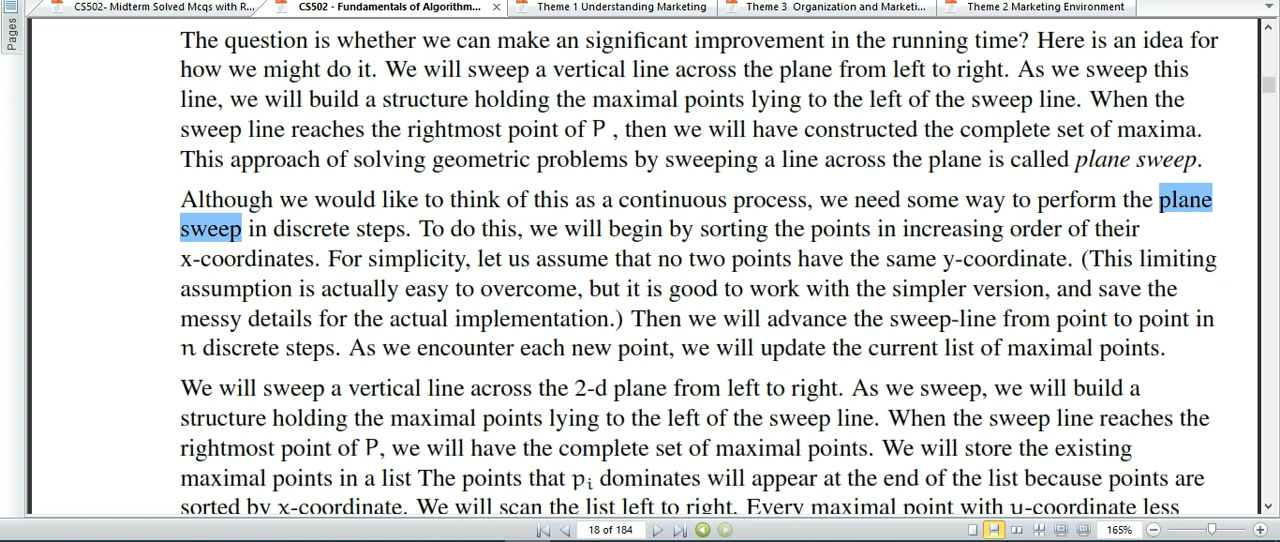 CS502- Midterm Solved Mcqs with R... CS502 - Fundamentals of Algorithm... × Theme 1 Understanding Marketing Theme 3 Organization and Marketi... Theme 2 Marketing Environment
Pages
The question is whether we can make an significant improvement in the running time? Here is an idea for
how we might do it. We will sweep a vertical line across the plane from left to right. As we sweep this
line, we will build a structure holding the maximal points lying to the left of the sweep line. When the
sweep line reaches the rightmost point of P , then we will have constructed the complete set of maxima.
This approach of solving geometric problems by sweeping a line across the plane is called plane sweep.
Although we would like to think of this as a continuous process, we need some way to perform the plane
sweep in discrete steps. To do this, we will begin by sorting the points in increasing order of their
x-coordinates. For simplicity, let us assume that no two points have the same y-coordinate. (This limiting
assumption is actually easy to overcome, but it is good to work with the simpler version, and save the
messy details for the actual implementation.) Then we will advance the sweep-line from point to point in
n discrete steps. As we encounter each new point, we will update the current list of maximal points.
We will sweep a vertical line across the 2-d plane from left to right. As we sweep, we will build a
structure holding the maximal points lying to the left of the sweep line. When the sweep line reaches the
rightmost point of P, we will have the complete set of maximal points. We will store the existing
maximal points in a list The points that pi dominates will appear at the end of the list because points are
sorted by x-coordinate. We will scan the list left to right. Every maximal point with y-coordinate less
18 of 184 165%